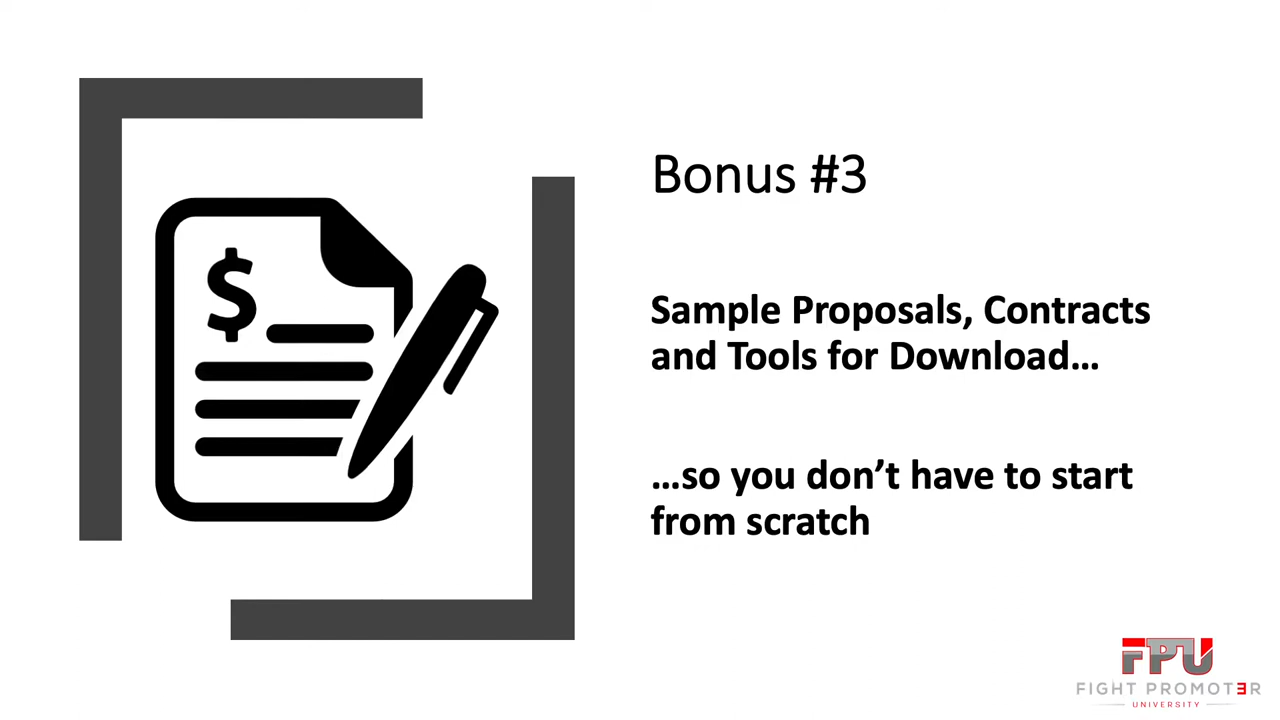 Bonus #3
Sample Proposals, Contracts
and Tools for Download…
…so you don’t have to start
from scratch
$
FPU
FIGHT PROMOTER
UNIVERSITY